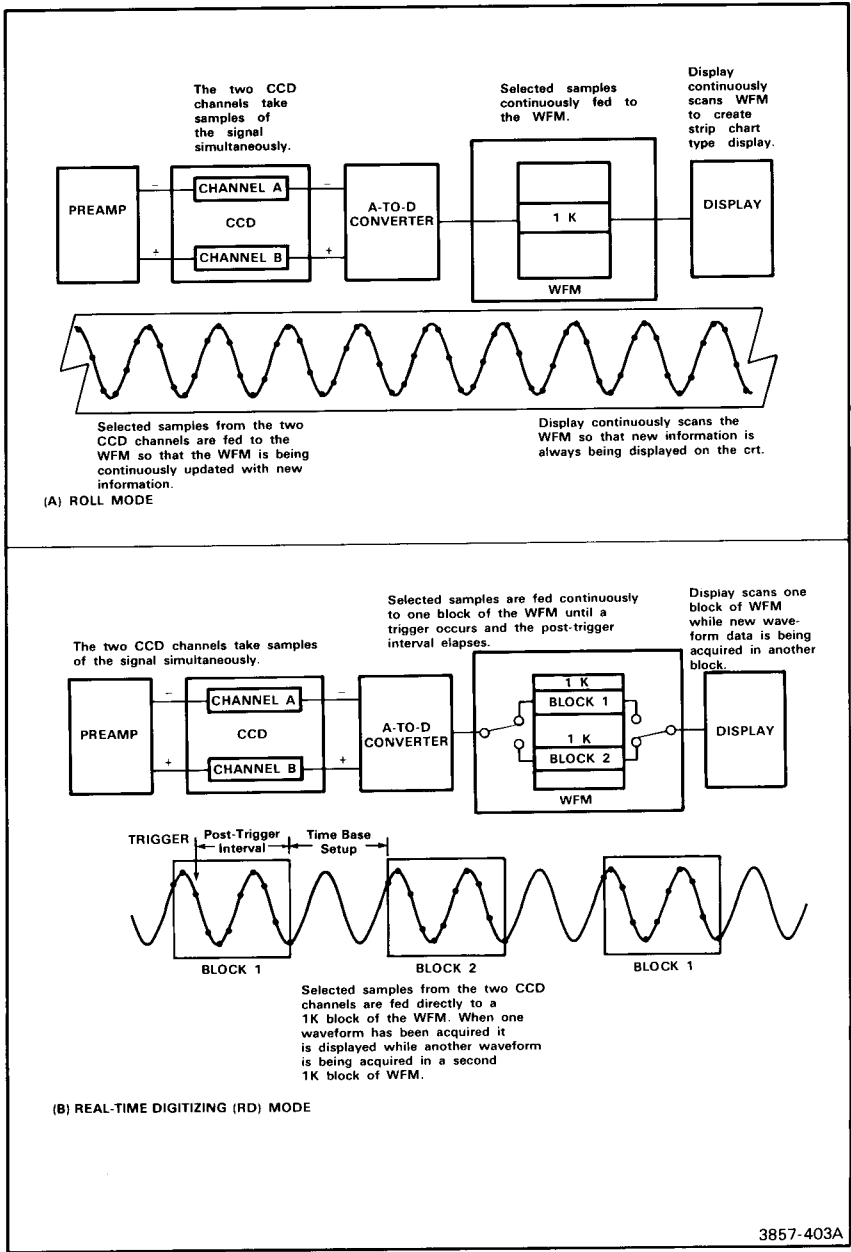 The two CCD
channels take
samples of
the signal
simultaneously.
Selected samples
continuously fed to
the WFM.
Display
continuously
scans WFM
to create
strip chart
type display.
PREAMP
−
+
CHANNEL A
CCD
CHANNEL B
−
+
A-TO-D
CONVERTER
1 K
WFM
DISPLAY
Selected samples from the two
CCD channels are fed to the
WFM so that the WFM is being
continuously updated with new
information.
Display continuously scans the
WFM so that new information is
always being displayed on the crt.
(A) ROLL MODE
The two CCD channels take samples
of the signal simultaneously.
Selected samples are fed continuously
to one block of the WFM until a
trigger occurs and the post-trigger
interval elapses.
Display scans one
block of WFM
while new wave-
form data is being
acquired in another
block.
PREAMP
−
+
CHANNEL A
CCD
CHANNEL B
−
+
A-TO-D
CONVERTER
1 K
BLOCK 1
1 K
BLOCK 2
WFM
DISPLAY
TRIGGER
Post-Trigger
Interval
Time Base
Setup
BLOCK 1
BLOCK 2
BLOCK 1
Selected samples from the two CCD
channels are fed directly to a
1K block of the WFM. When one
waveform has been acquired it
is displayed while another waveform
is being acquired in a second
1K block of WFM.
(B) REAL-TIME DIGITIZING (RD) MODE
3857-403A